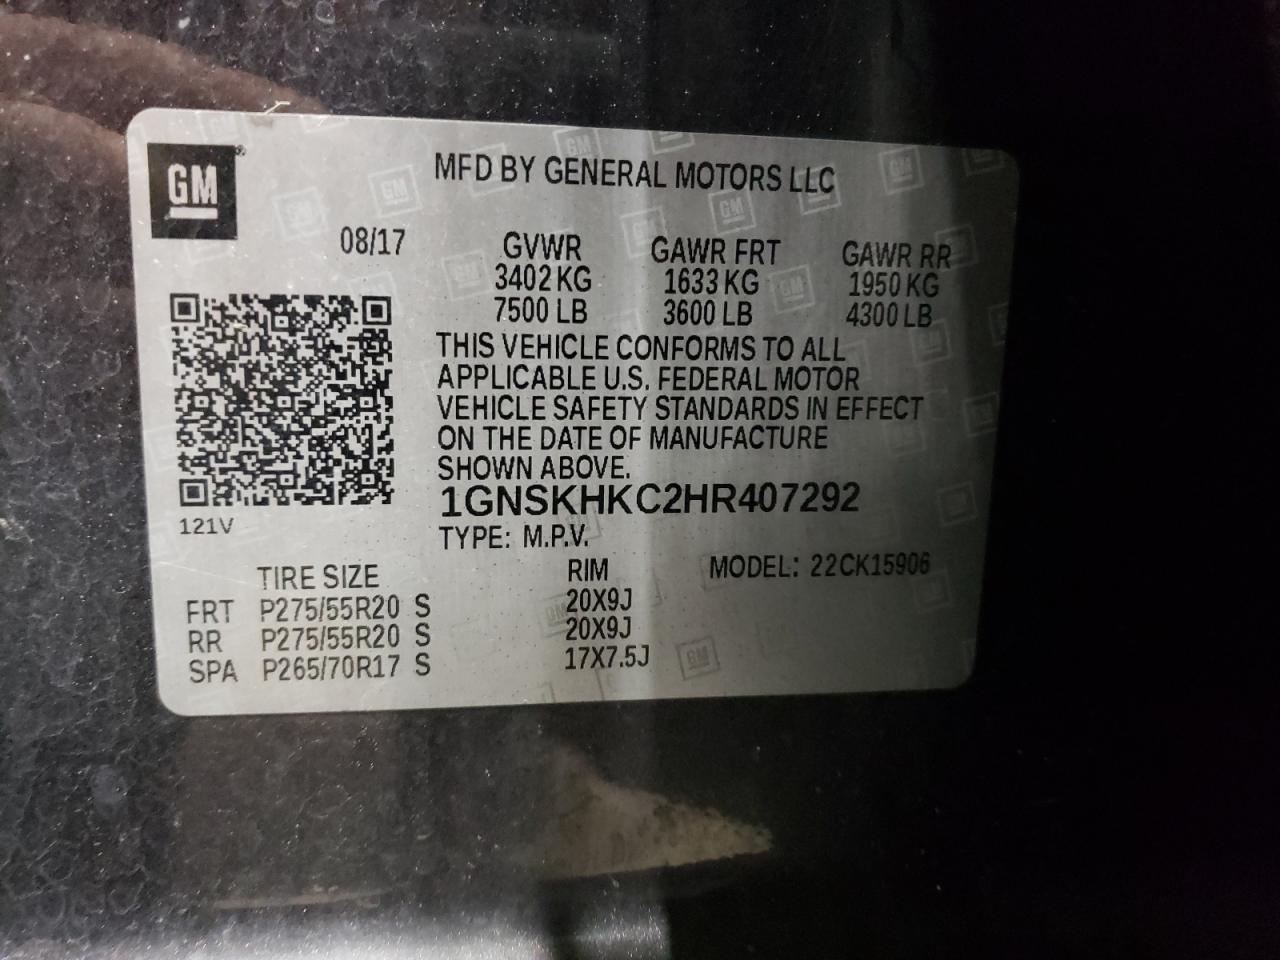 GM
MFD BY GENERAL MOTORS LLC
08/17
GVWR GAWR FRT GAWR RR
3402 KG 1633 KG 1950 KG
7500 LB 3600 LB 4300 LB
THIS VEHICLE CONFORMS TO ALL
APPLICABLE U.S. FEDERAL MOTOR
VEHICLE SAFETY STANDARDS IN EFFECT
ON THE DATE OF MANUFACTURE
SHOWN ABOVE.
1GNSKHKC2HR407292
121V
TYPE: M.P.V.
TIRE SIZE RIM MODEL: 22CK15906
FRT P275/55R20 S 20X9J
RR P275/55R20 S 20X9J
SPA P265/70R17 S 17X7.5J